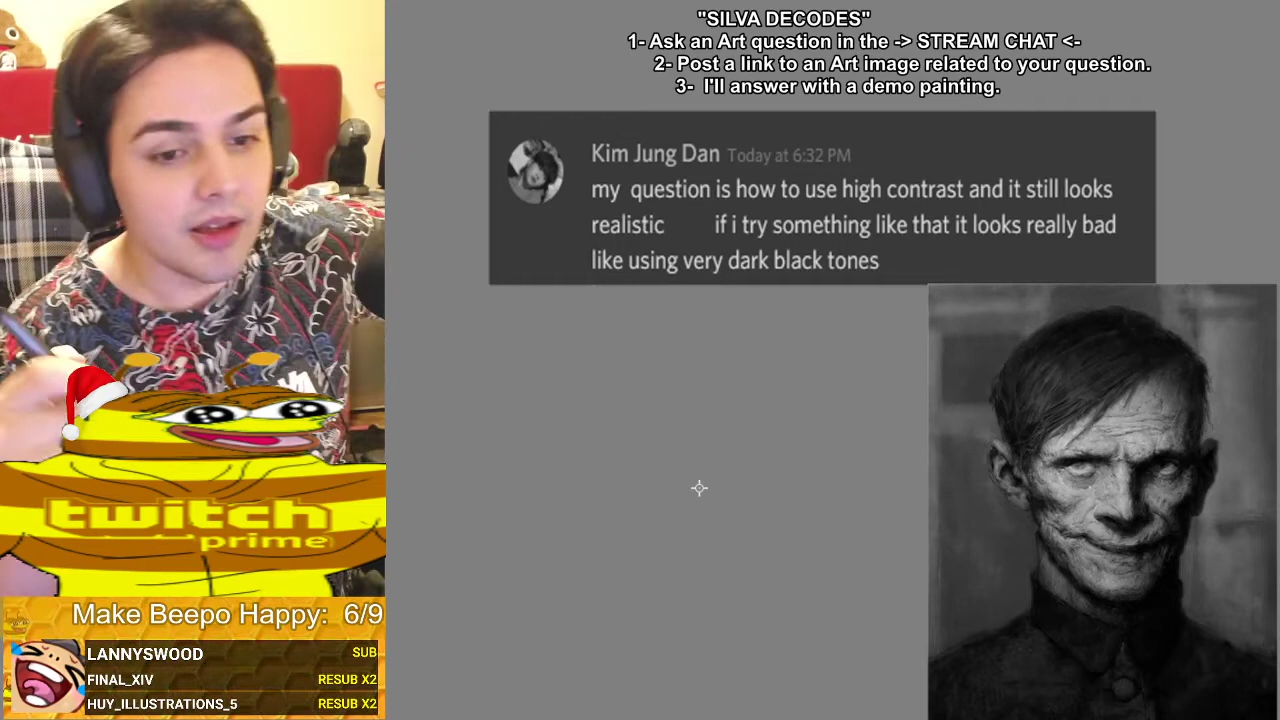 "SILVA DECODES"
1- Ask an Art question in the -> STREAM CHAT <-
2- Post a link to an Art image related to your question.
3- I'll answer with a demo painting.
Kim Jung Dan Today at 6:32 PM
my question is how to use high contrast and it still looks
realistic if i try something like that it looks really bad
like using very dark black tones
twitch
prime
Make Beepo Happy: 6/9
LANNYSWOOD SUB
FINAL_XIV RESUB X2
HUY_ILLUSTRATIONS_5 RESUB X2